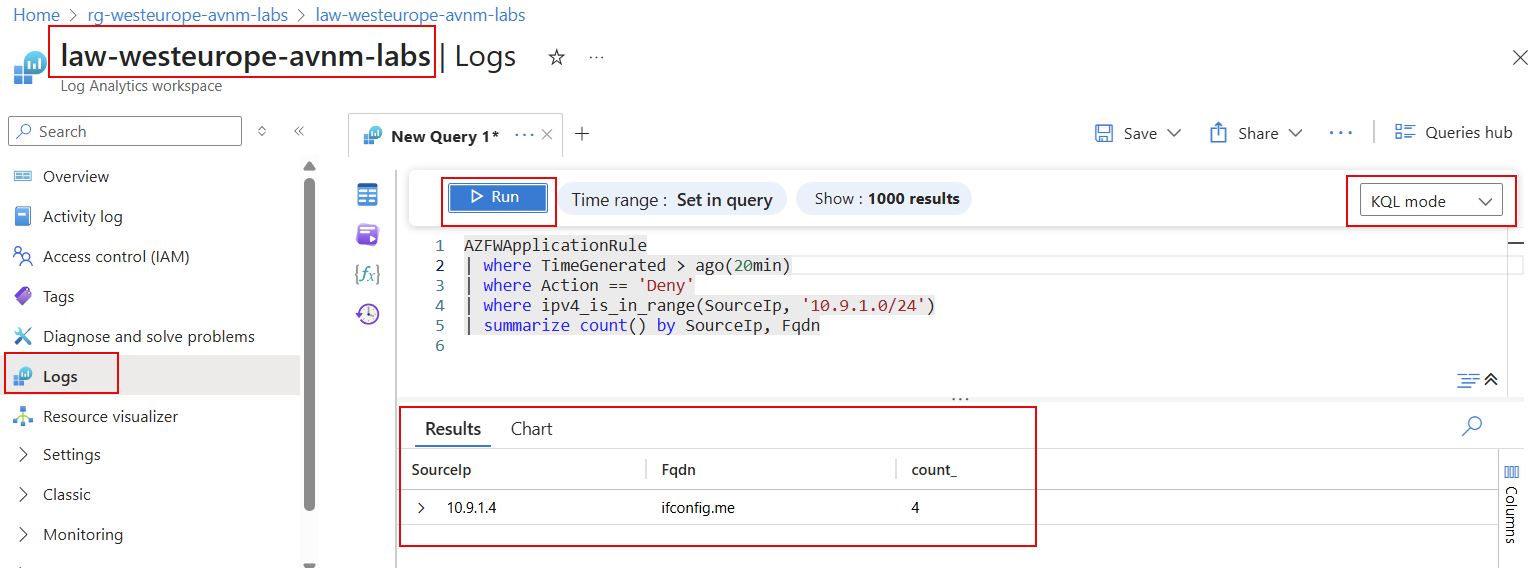 Home > rg-westeurope-avnm-labs > law-westeurope-avnm-labs
law-westeurope-avnm-labs | Logs
Log Analytics workspace
Search
Overview
Activity log
Access control (IAM)
Tags
Diagnose and solve problems
Logs
Resource visualizer
Settings
Classic
Monitoring
New Query 1*
Save
Share
Queries hub
Run
Time range : Set in query
Show : 1000 results
KQL mode
1 AZFWApplicationRule
2 | where TimeGenerated > ago(20min)
3 | where Action == 'Deny'
4 | where ipv4_is_in_range(SourceIp, '10.9.1.0/24')
5 | summarize count() by SourceIp, Fqdn
6
Results Chart
SourceIp Fqdn count_
10.9.1.4 ifconfig.me 4
Columns